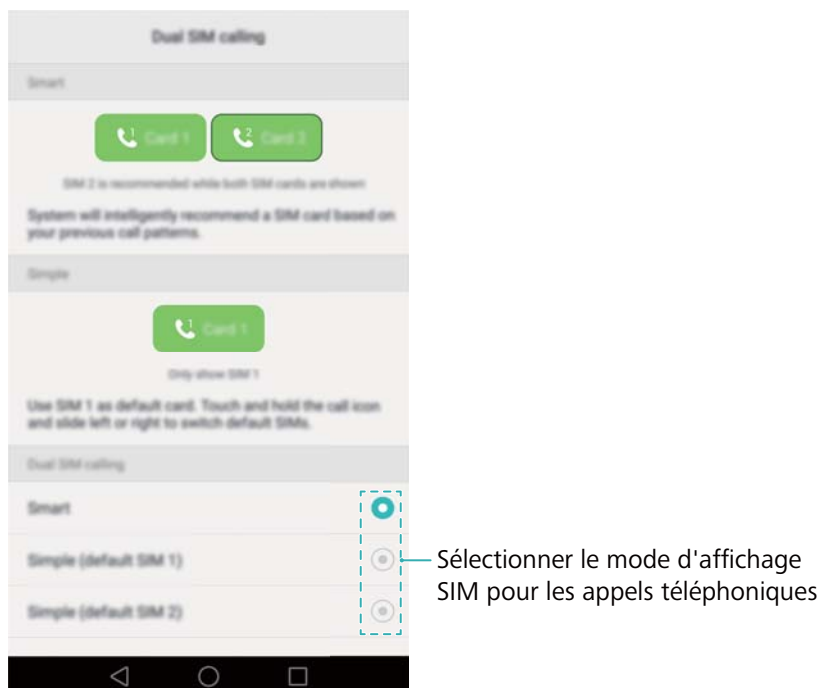 Dual SIM calling
Smart
1 Card 1 2 Card 2
SIM 2 is recommended while both SIM cards are shown
System will intelligently recommend a SIM card based on
your previous call patterns.
Simple
1 Card 1
Only show SIM 1
Use SIM 1 as default card. Touch and hold the call icon
and slide left or right to switch default SIMs.
Dual SIM calling
Smart
Simple (default SIM 1)
Simple (default SIM 2)
Sélectionner le mode d'affichage
SIM pour les appels téléphoniques